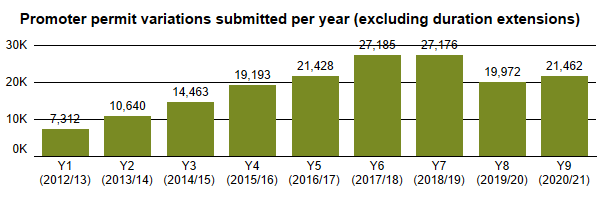 Promoter permit variations submitted per year (excluding duration extensions)
30K
27,185 27,176
21,428 21,462
20K
19,193 19,972
14,463
10,640
10K
7,312
0K
Y1 Y2 Y3 Y4 Y5 Y6 Y7 Y8 Y9
(2012/13) (2013/14) (2014/15) (2015/16) (2016/17) (2017/18) (2018/19) (2019/20) (2020/21)